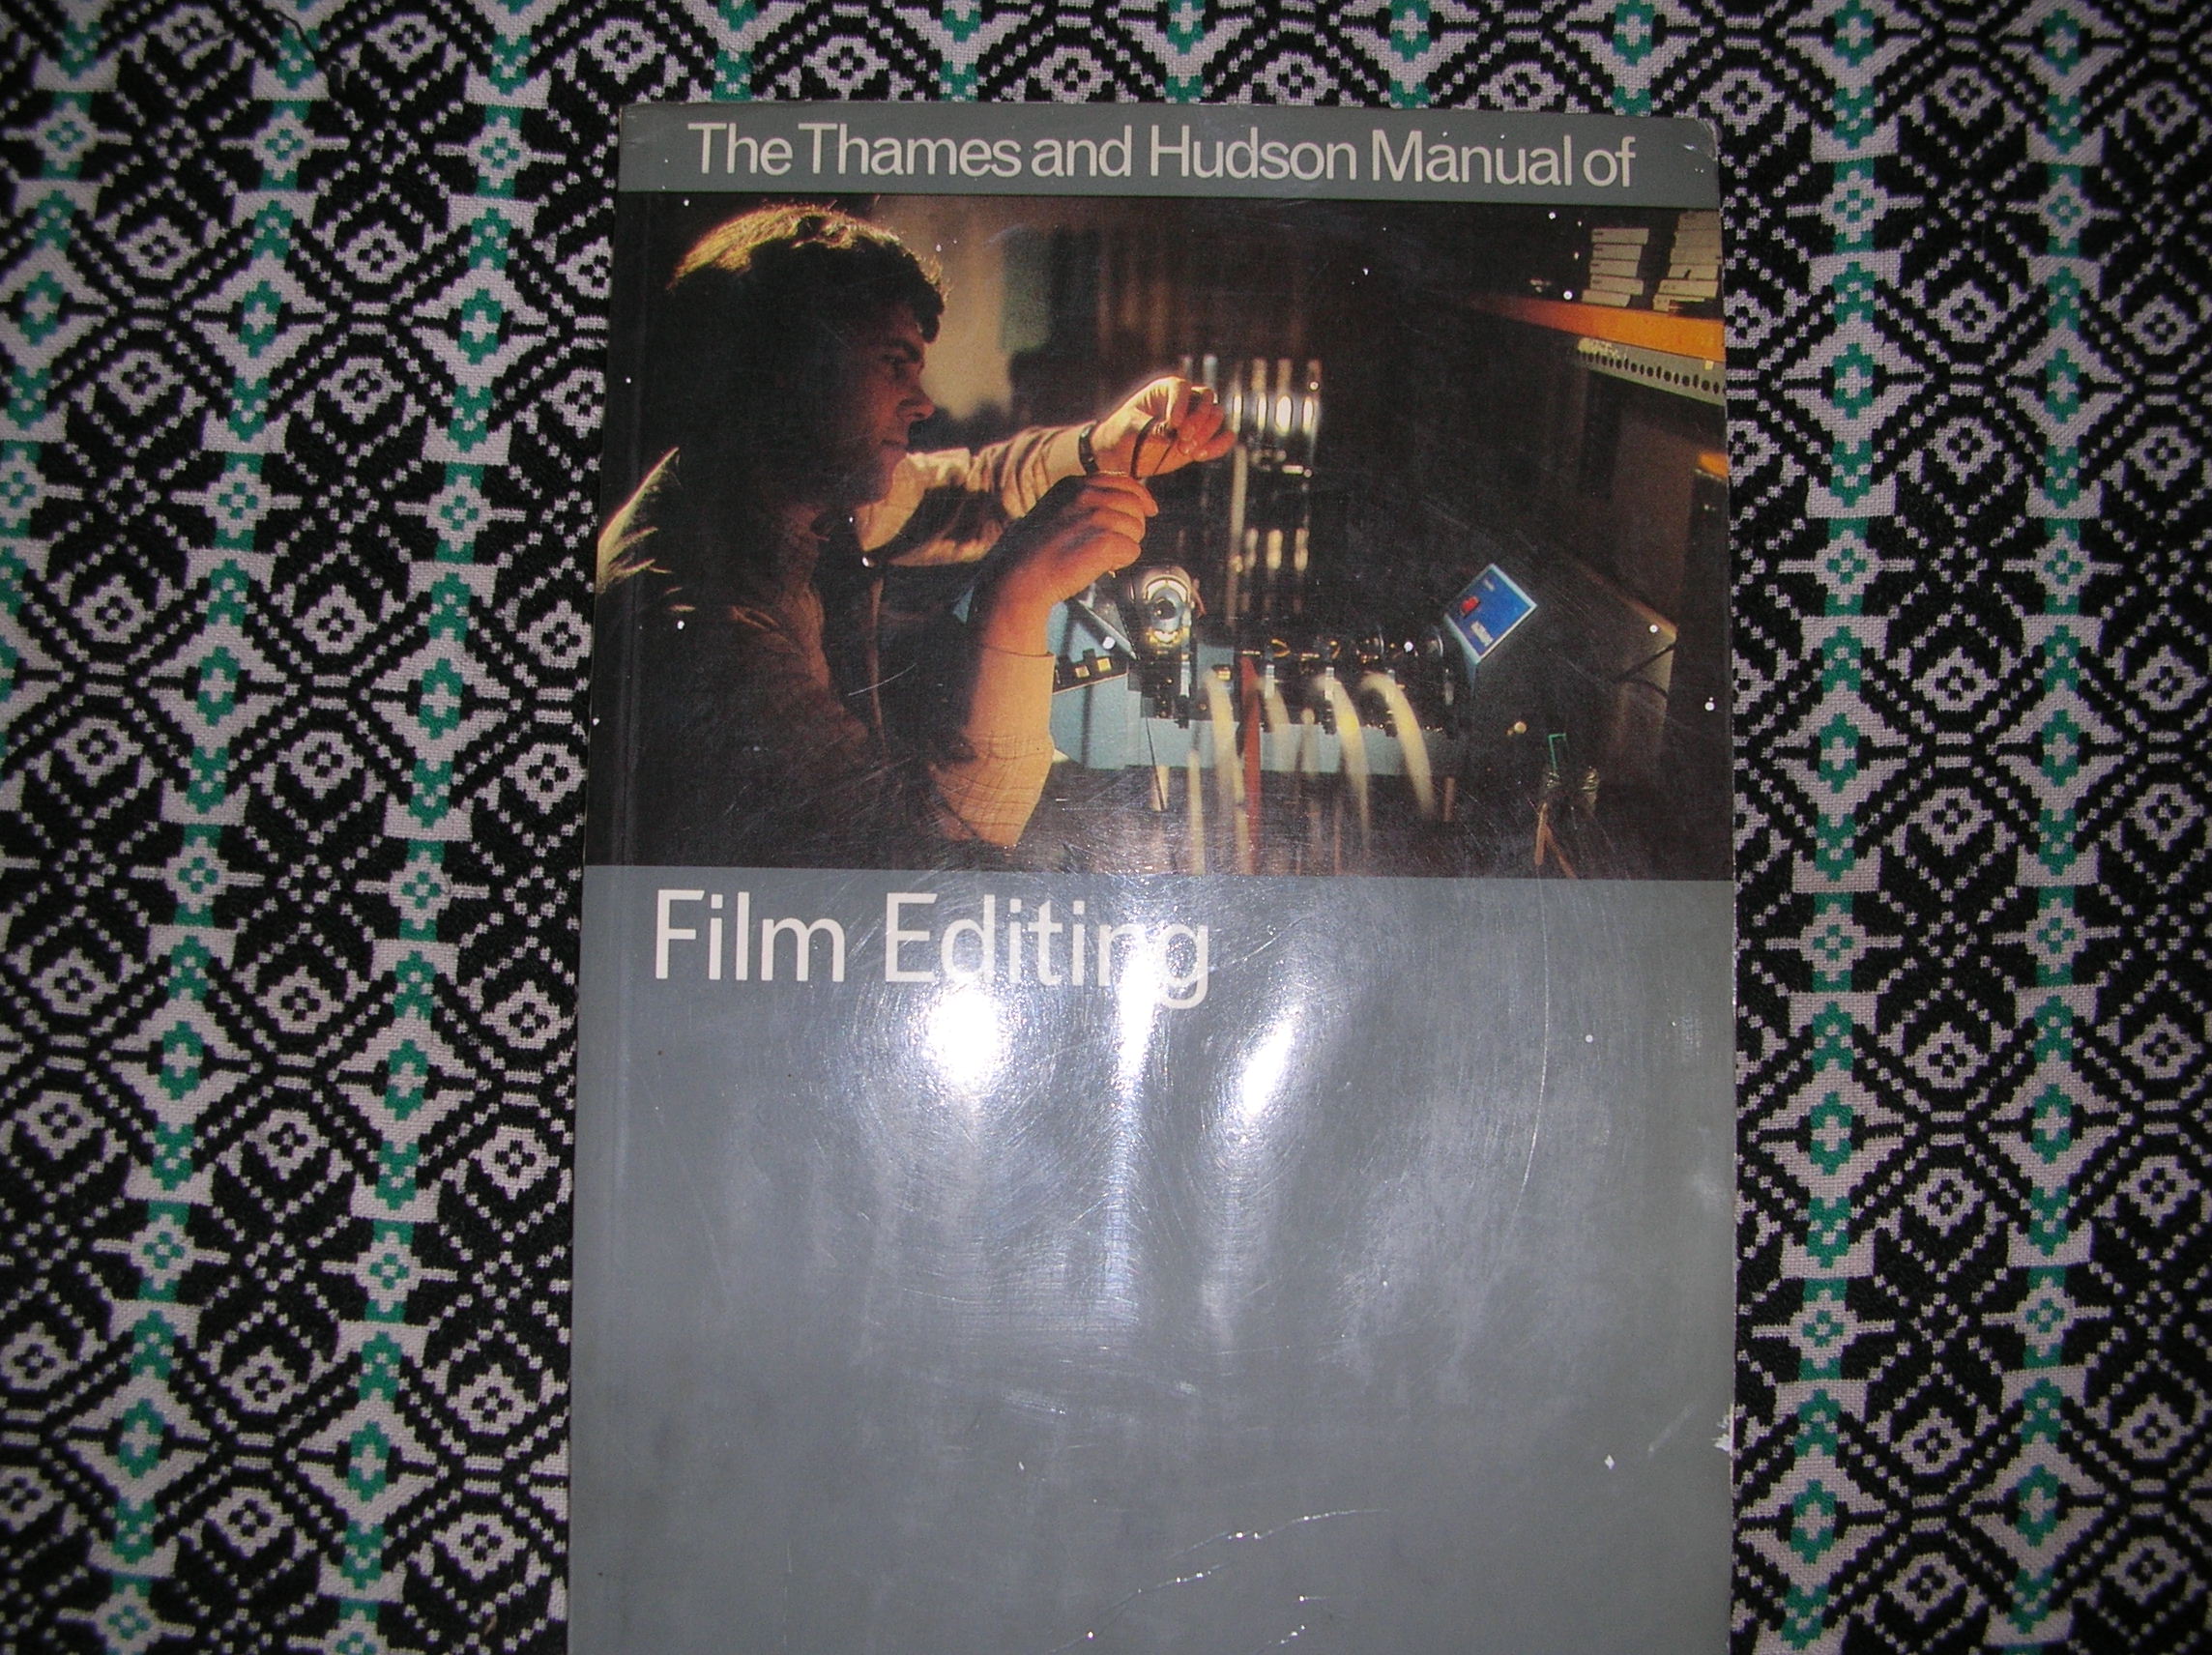 The Thames and Hudson Manual of
Film Editing